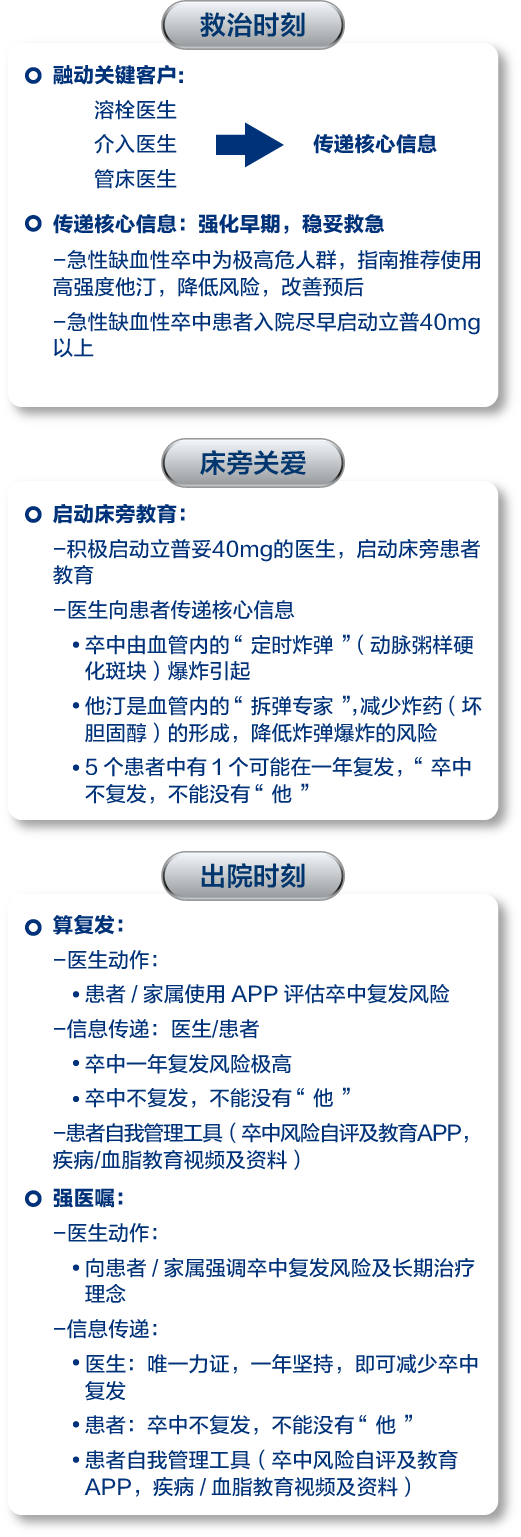 救治时刻
融动关键客户：
溶栓医生
介入医生
管床医生
传递核心信息
传递核心信息：强化早期，稳妥救急
–急性缺血性卒中为极高危人群，指南推荐使用
高强度他汀，降低风险，改善预后
–急性缺血性卒中患者入院尽早启动立普40mg
以上
床旁关爱
启动床旁教育：
–积极启动立普妥40mg的医生，启动床旁患者
教育
–医生向患者传递核心信息
• 卒中由血管内的“ 定时炸弹 ”（ 动脉粥样硬
化斑块 ）爆炸引起
• 他汀是血管内的“ 拆弹专家 ”，减少炸药（ 坏
胆固醇 ）的形成，降低炸弹爆炸的风险
• 5 个患者中有 1 个可能在一年复发，“ 卒中
不复发，不能没有“ 他 ”
出院时刻
算复发：
–医生动作：
• 患者 / 家属使用 APP 评估卒中复发风险
–信息传递：医生/患者
• 卒中一年复发风险极高
• 卒中不复发，不能没有“ 他 ”
–患者自我管理工具（ 卒中风险自评及教育APP，
疾病/血脂教育视频及资料 ）
强医嘱：
–医生动作：
• 向患者 / 家属强调卒中复发风险及长期治疗
理念
–信息传递：
• 医生：唯一力证，一年坚持，即可减少卒中
复发
• 患者：卒中不复发，不能没有“ 他 ”
• 患者自我管理工具（ 卒中风险自评及教育
APP，疾病 / 血脂教育视频及资料 ）